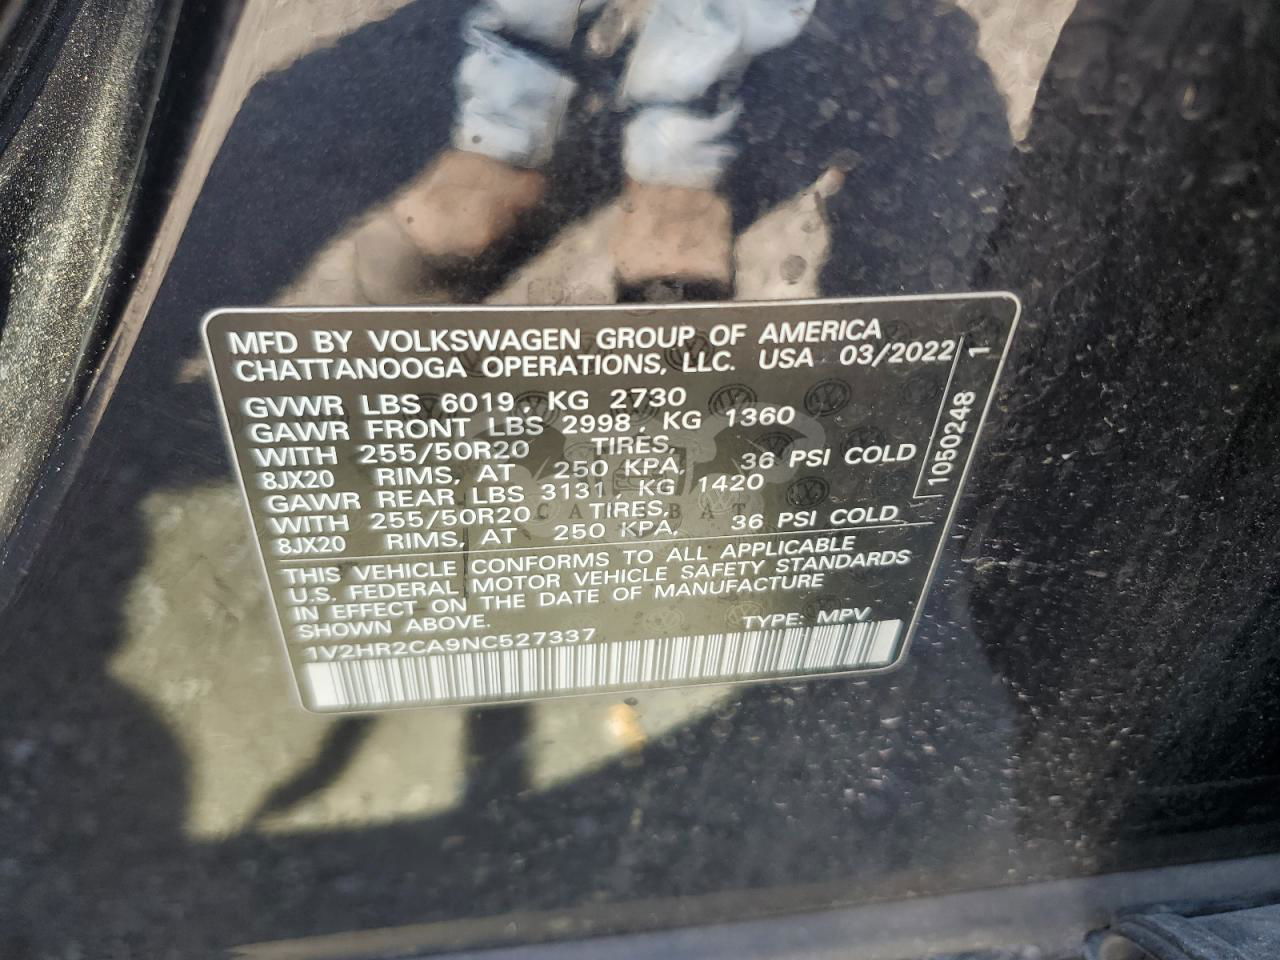 MFD BY VOLKSWAGEN GROUP OF AMERICA
CHATTANOOGA OPERATIONS, LLC. USA 03/2022
GVWR LBS 6019, KG 2730
GAWR FRONT LBS 2998, KG 1360
WITH 255/50R20 TIRES,
8JX20 RIMS, AT 250 KPA, 36 PSI COLD
GAWR REAR LBS 3131, KG 1420
WITH 255/50R20 TIRES,
8JX20 RIMS, AT 250 KPA, 36 PSI COLD
THIS VEHICLE CONFORMS TO ALL APPLICABLE
U.S. FEDERAL MOTOR VEHICLE SAFETY STANDARDS
IN EFFECT ON THE DATE OF MANUFACTURE
SHOWN ABOVE. TYPE: MPV
1V2HR2CA9NC527337
1050248 1